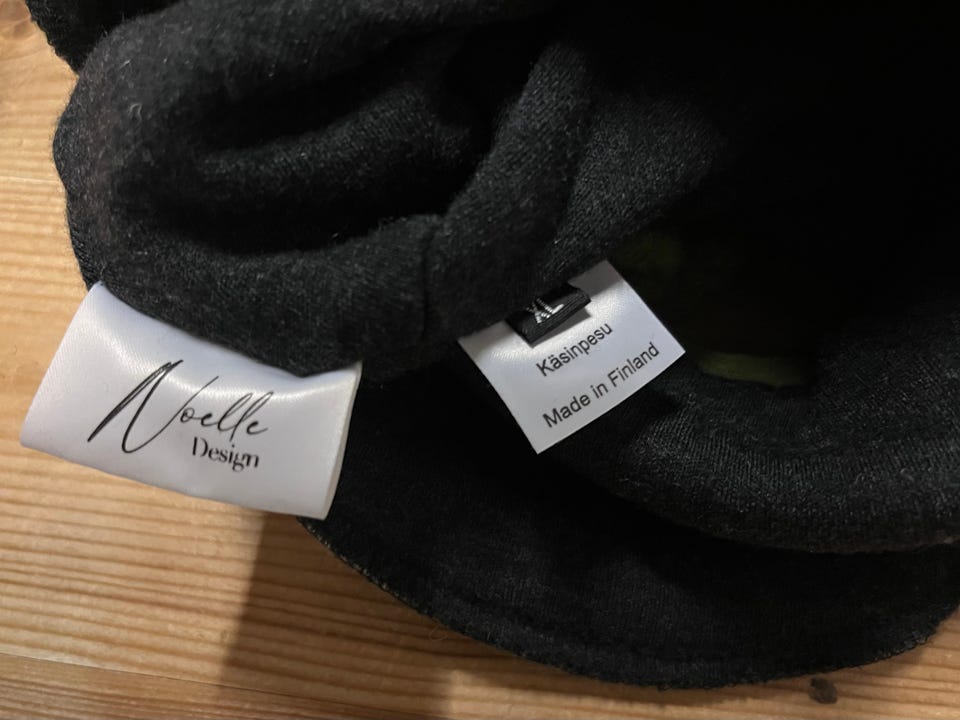 Noelle
Design
XL
Käsinpesu
Made in Finland